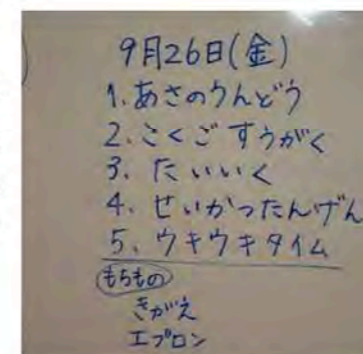 9月26日(金)
1.あさのうんどう
2.こくご すうがく
3.たいいく
4.せいかつたんげん
5.ウキウキタイム
もちもの
きがえ
エプロン